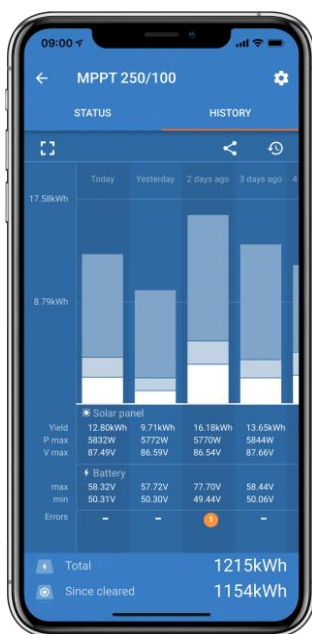 09:00
MPPT 250/100
STATUS HISTORY
Today Yesterday 2 days ago 3 days ago 4
17.58kWh
8.79kWh
Solar panel
Yield 12.80kWh 9.71kWh 16.18kWh 13.65kWh
P max 5832W 5772W 5770W 5844W
V max 87.49V 86.59V 86.54V 87.66V
Battery
max 58.32V 57.72V 77.70V 58.44V
min 50.31V 50.30V 49.44V 50.06V
Errors – – 1 –
Total 1215kWh
Since cleared 1154kWh